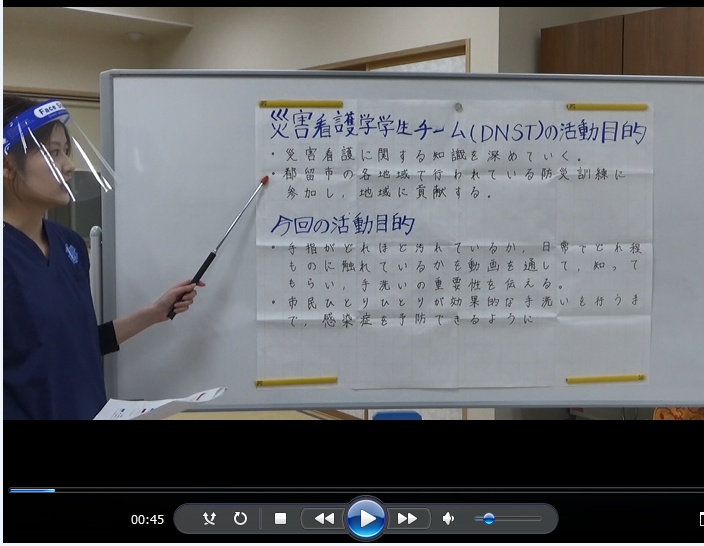 Face S
災害看護学学生チーム(DNST)の活動目的
・災害看護に関する知識を深めていく。
・都留市の各地域で行われている防災訓練に
参加し、地域に貢献する。
今回の活動目的
・手指がどれほど汚れているか、日常でどれ程
ものに触れているかを動画を通して、知って
もらい、手洗いの重要性を伝える。
・市民ひとりひとりが効果的な手洗いを行うま
で、感染症を予防できるように
00:45